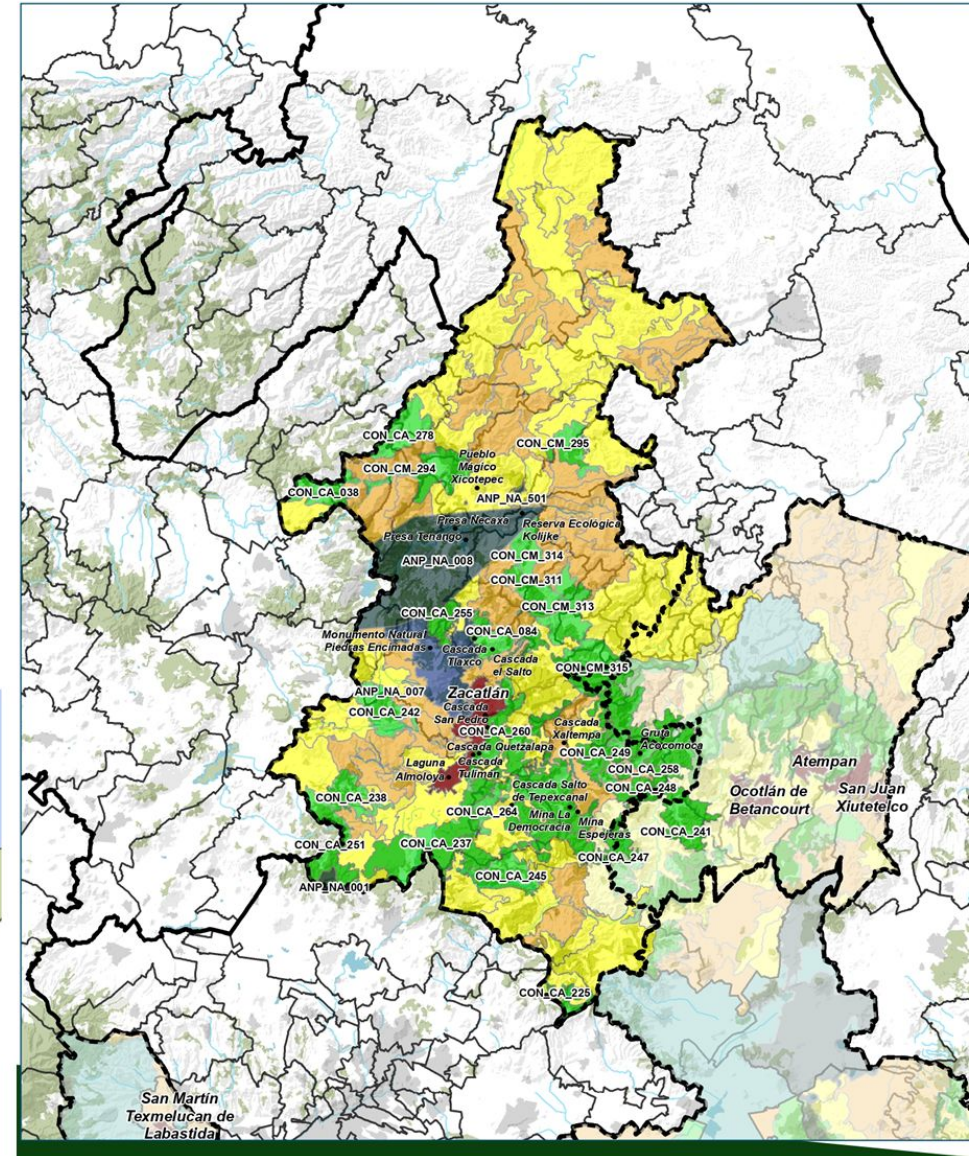 CON_CA_278
CON_CM_295
Pueblo
Mágico
Xicotepec
CON_CM_294
CON_CA_038
ANP_NA_501
Presa Necaxa
Reserva Ecológica
Kolijke
Presa Tenango
CON_CM_314
ANP_NA_008
CON_CM_311
CON_CM_313
CON_CA_255
CON_CA_084
Monumento Natural
Piedras Encimadas
Cascada
Tlaxco
Cascada
el Salto
CON_CM_315
ANP_NA_007
Zacatlán
CON_CA_242
Cascada
San Pedro
CON_CA_260
Cascada
Xaltempa
Gruta
Acocomoca
Cascada Quetzalapa
CON_CA_249
Laguna
Almoloya
Cascada
Tulimán
CON_CA_258
Atempan
CON_CA_248
Cascada Salto
de Tepexcanal
Ocotlán de
Betancourt
San Juan
Xiutetelco
CON_CA_238
CON_CA_264
Mina La
Democracia
Mina
Espejeras
CON_CA_241
CON_CA_251
CON_CA_237
CON_CA_247
CON_CA_245
ANP_NA_001
CON_CA_225
San Martín
Texmelucan de
Labastida